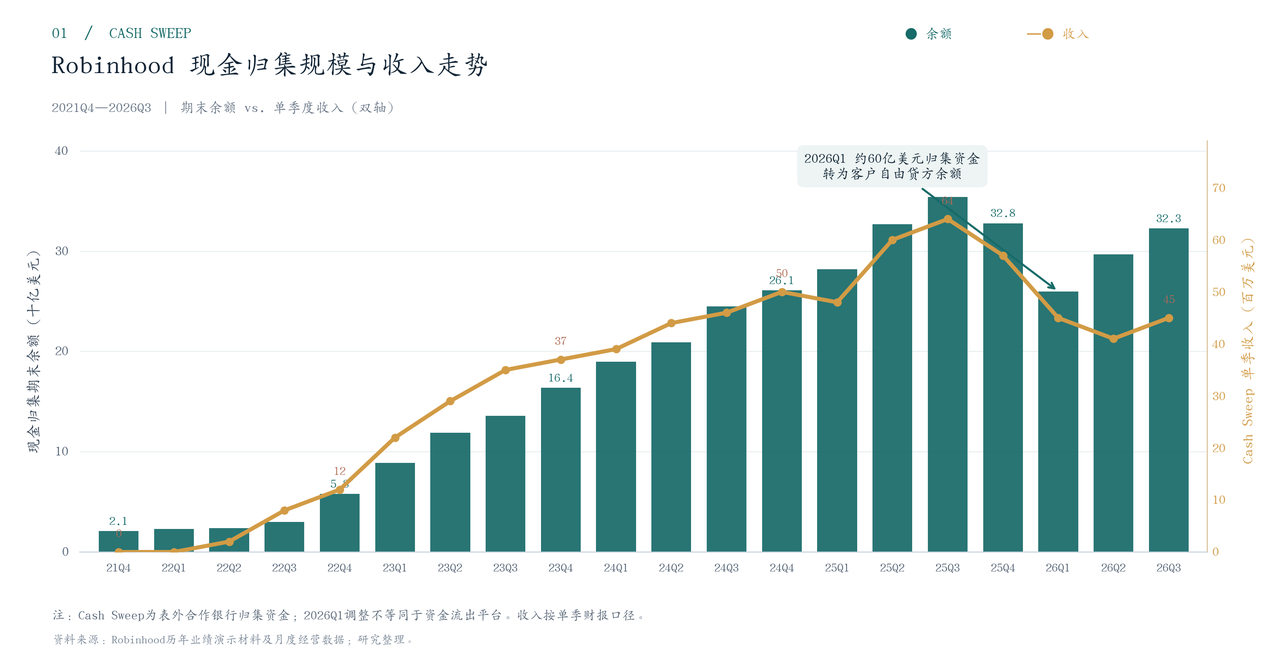 01 / CASH SWEEP
余额
收入
Robinhood 现金归集规模与收入走势
2021Q4—2026Q3 | 期末余额 vs. 单季度收入（双轴）
2026Q1 约60亿美元归集资金
转为客户自由贷方余额
现金归集期末余额（十亿美元）
40
30
20
10
0
2.1
0
12
5.8
37
16.4
50
26.1
64
32.8
32.3
45
70
60
50
40
30
20
10
0
Cash Sweep 单季收入（百万美元）
21Q4 22Q1 22Q2 22Q3 22Q4 23Q1 23Q2 23Q3 23Q4 24Q1 24Q2 24Q3 24Q4 25Q1 25Q2 25Q3 25Q4 26Q1 26Q2 26Q3
注：Cash Sweep为表外合作银行归集资金；2026Q1调整不等同于资金流出平台。收入按单季财报口径。
资料来源：Robinhood历年业绩演示材料及月度经营数据；研究整理。